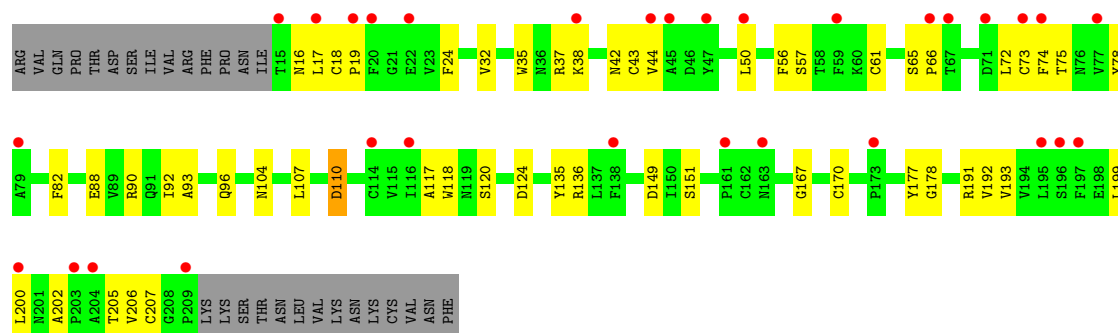 ARG VAL GLN PRO THR ASP SER ILE VAL ARG PHE PRO ASN ILE T15 N16 L17 C18 P19 F20 G21 E22 V23 F24 V32 W35 N36 R37 K38 N42 C43 V44 A45 D46 Y47 L50 F56 S57 T58 F59 K60 C61 S65 P66 T67 D71 L72 C73 F74 T75 N76 V77 Y78
A79 F82 E88 V89 R90 Q91 I92 A93 Q96 N104 L107 D110 C114 V115 I116 A117 W118 N119 S120 D124 Y135 R136 L137 F138 D149 I150 S151 P161 C162 N163 G167 C170 P173 Y177 G178 R191 V192 V193 V194 L195 S196 F197 E198 L199
L200 N201 A202 P203 A204 T205 V206 C207 G208 P209 LYS LYS SER THR ASN LEU VAL LYS ASN LYS CYS VAL ASN PHE